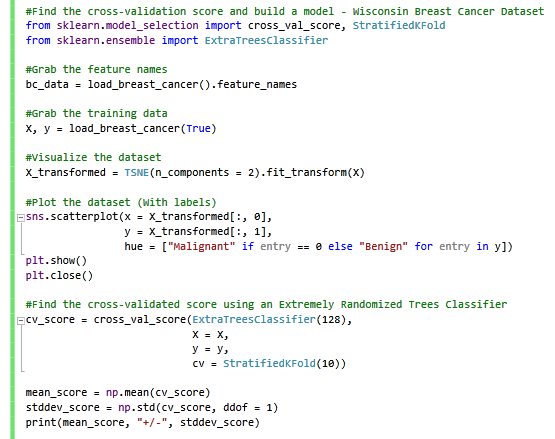 #Find the cross-validation score and build a model - Wisconsin Breast Cancer Dataset
from sklearn.model_selection import cross_val_score, StratifiedKFold
from sklearn.ensemble import ExtraTreesClassifier
#Grab the feature names
bc_data = load_breast_cancer().feature_names
#Grab the training data
X, y = load_breast_cancer(True)
#Visualize the dataset
X_transformed = TSNE(n_components = 2).fit_transform(X)
#Plot the dataset (With labels)
sns.scatterplot(x = X_transformed[:, 0],
y = X_transformed[:, 1],
hue = ["Malignant" if entry == 0 else "Benign" for entry in y])
plt.show()
plt.close()
#Find the cross-validated score using an Extremely Randomized Trees Classifier
cv_score = cross_val_score(ExtraTreesClassifier(128),
X = X,
y = y,
cv = StratifiedKFold(10))
mean_score = np.mean(cv_score)
stddev_score = np.std(cv_score, ddof = 1)
print(mean_score, "+/-", stddev_score)